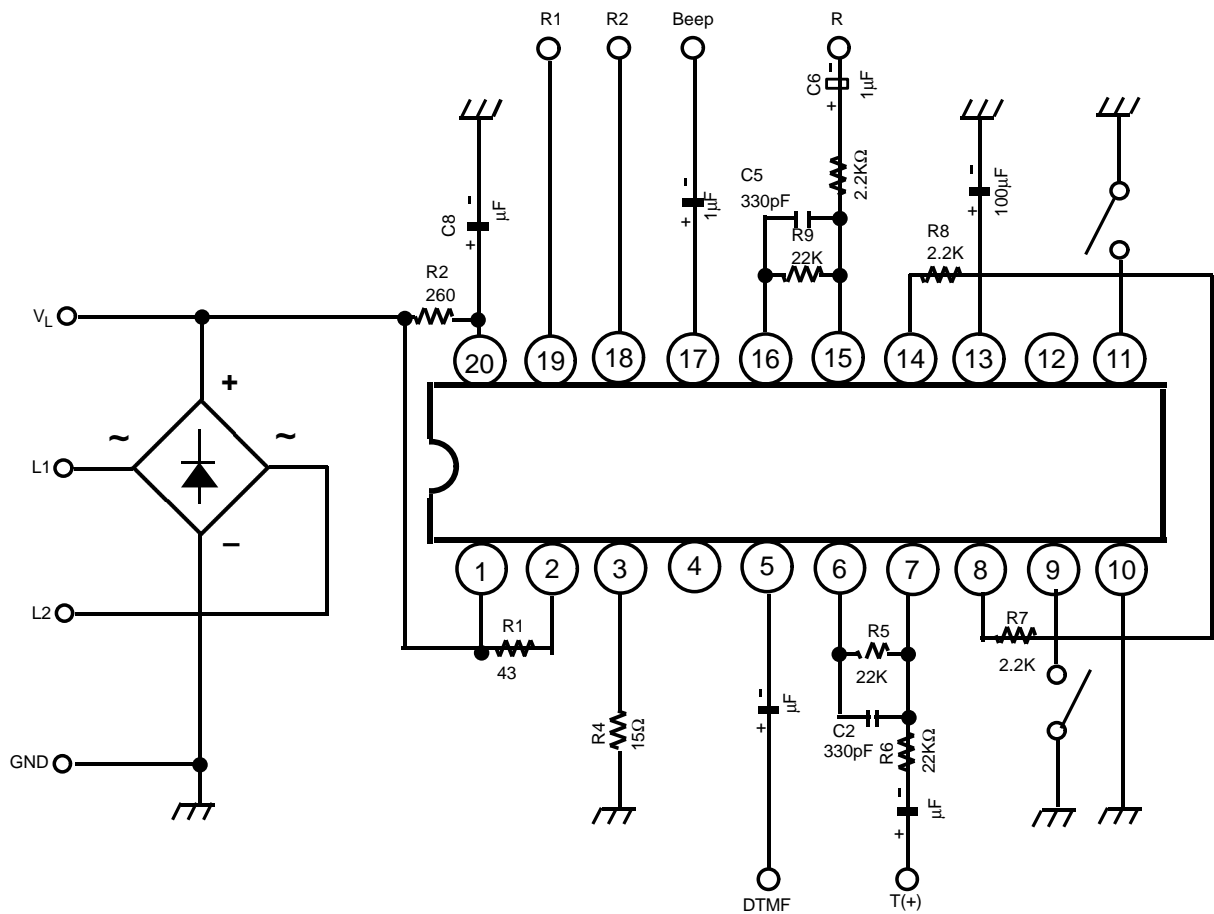 R1
R2
Beep
R
C6
1μF
-
+
2.2KΩ
C5
330pF
R9
22K
C8
μF
-
+
1μF
-
+
100μF
-
+
R8
2.2K
R2
260
VL
20
19
18
17
16
15
14
13
12
11
+
~
~
L1
−
L2
GND
1
2
3
4
5
6
7
8
9
10
R1
43
R4
15Ω
-
+
μF
R5
22K
C2
330pF
R6
22KΩ
-
+
μF
R7
2.2K
DTMF
T(+)